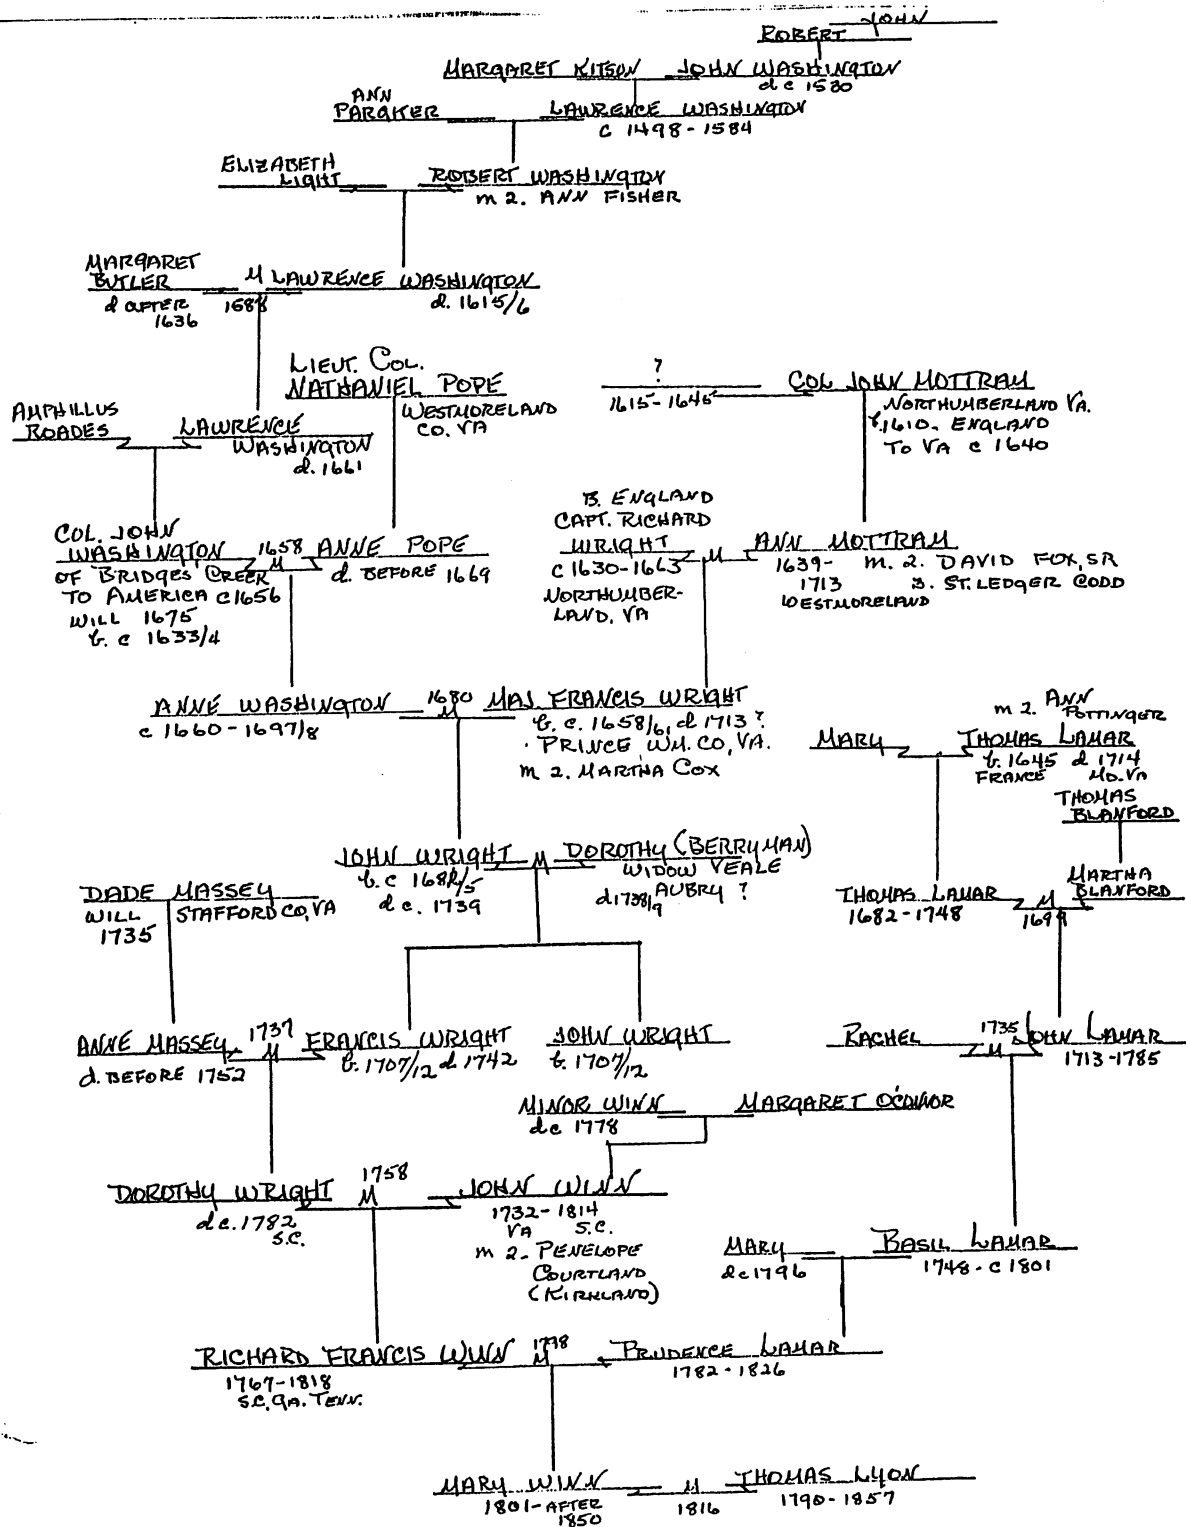 JOHN
ROBERT
MARGARET KITSON JOHN WASHINGTON
d c 1530
ANN
PARGITER LAWRENCE WASHINGTON
c 1498-1584
ELIZABETH
LIGHT ROBERT WASHINGTON
m 2. ANN FISHER
MARGARET
BUTLER M LAWRENCE WASHINGTON
d AFTER 1588 d. 1615/6
1636
LIEUT. COL.
NATHANIEL POPE
WESTMORELAND
CO. VA
?
1615-1645
COL JOHN MOTTRAM
NORTHUMBERLAND VA.
b. 1610. ENGLAND
TO VA c 1640
AMPHILLUS
ROADES LAWRENCE
WASHINGTON
d. 1661
COL. JOHN
WASHINGTON 1658 ANNE POPE
M
OF BRIDGES CREEK d. BEFORE 1669
TO AMERICA c1656
WILL 1675
b. c 1633/4
B. ENGLAND
CAPT. RICHARD
WRIGHT M ANN MOTTRAM
c 1630-1663
NORTHUMBER-
LAND, VA
1639- m. 2. DAVID FOX, SR
1713 3. ST. LEDGER CODD
WESTMORELAND
ANNE WASHINGTON 1680 MAJ. FRANCIS WRIGHT
M
c 1660-1697/8
b. c. 1658/61 d 1713?
PRINCE WM. CO, VA.
m 2. MARTHA COX
m 2. ANN
POTTINGER
MARY THOMAS LAMAR
b. 1645 d 1714
FRANCE MD. VA
THOMAS
BLANFORD
JOHN WRIGHT M DOROTHY (BERRYMAN)
b. c 1682/5 WIDOW VEALE
d c. 1739 d1738/9 AUBRY ?
DADE MASSEY
WILL STAFFORD CO, VA
1735
MARTHA
THOMAS LAMAR M BLANFORD
1682-1748 1699
ANNE MASSEY 1737 FRANCIS WRIGHT JOHN WRIGHT
M
d. BEFORE 1752 b. 1707/12 d 1742 b. 1707/12
RACHEL 1735 JOHN LAMAR
M
1713-1785
MINOR WINN MARGARET O'CONNOR
d c 1778
DOROTHY WRIGHT 1758 JOHN WINN
M
d c. 1782
S.C.
1732-1814
VA S.C.
m 2. PENELOPE
COURTLAND
(KIRKLAND)
MARY BASIL LAMAR
d c 1796 1748-c 1801
RICHARD FRANCIS WINN 1798 PRUDENCE LAMAR
M
1767-1818 1782-1826
S.C. GA. TENN.
MARY WINN M THOMAS LYON
1801-AFTER 1816 1790-1857
1850